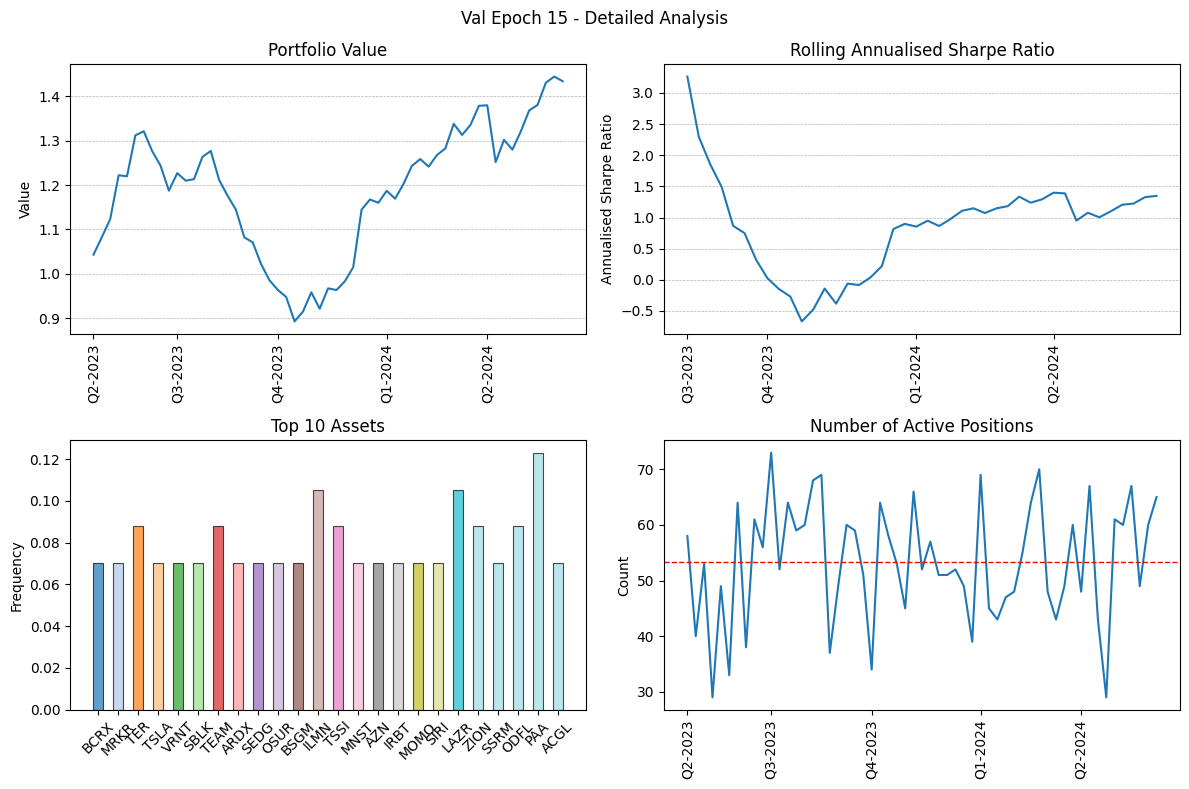 Val Epoch 15 - Detailed Analysis
Portfolio Value
Value
1.4
1.3
1.2
1.1
1.0
0.9
Q2-2023
Q3-2023
Q4-2023
Q1-2024
Q2-2024
Rolling Annualised Sharpe Ratio
Annualised Sharpe Ratio
3.0
2.5
2.0
1.5
1.0
0.5
0.0
−0.5
Q3-2023
Q4-2023
Q1-2024
Q2-2024
Top 10 Assets
Frequency
0.12
0.10
0.08
0.06
0.04
0.02
0.00
BCRX
MRKR
TER
TSLA
VRNT
SBLK
TEAM
ARDX
SEDG
OSUR
BSGM
ILMN
TSSI
MNST
AZN
IRBT
MOMO
SIRI
LAZR
ZION
SSRM
ODFL
PAA
ACGL
Number of Active Positions
Count
70
60
50
40
30
Q2-2023
Q3-2023
Q4-2023
Q1-2024
Q2-2024